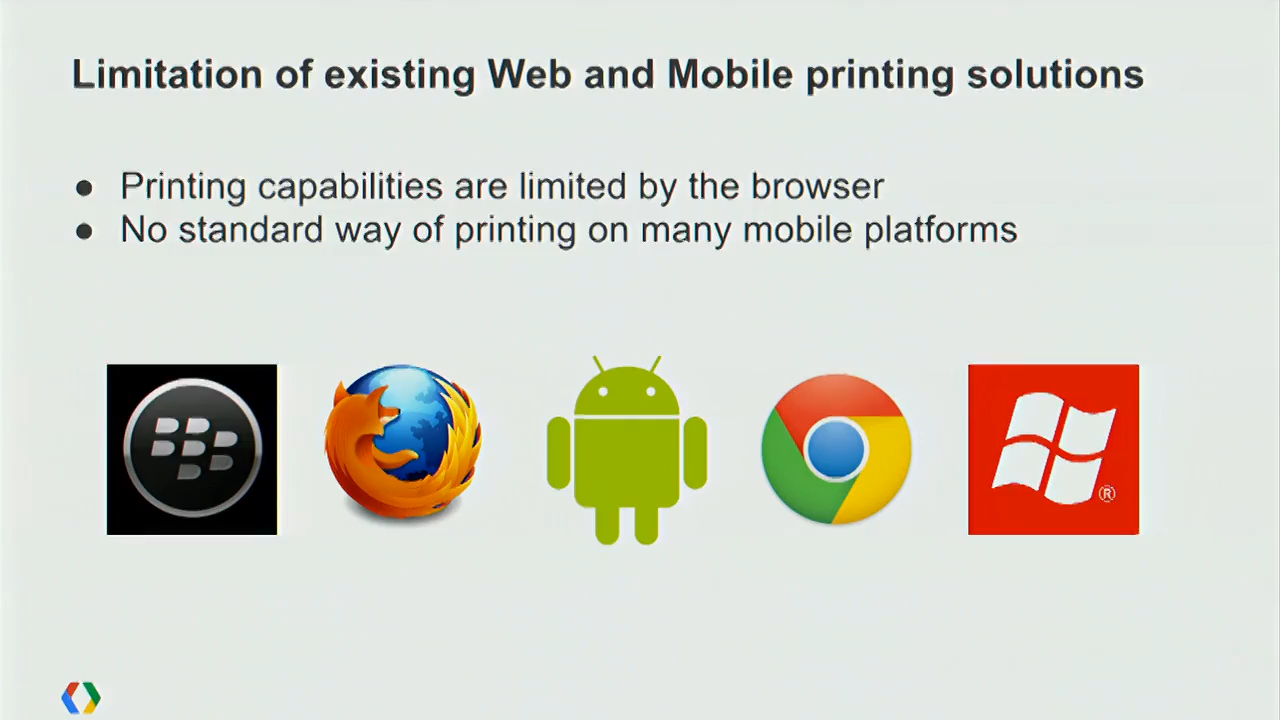 Limitation of existing Web and Mobile printing solutions
● Printing capabilities are limited by the browser
● No standard way of printing on many mobile platforms
®